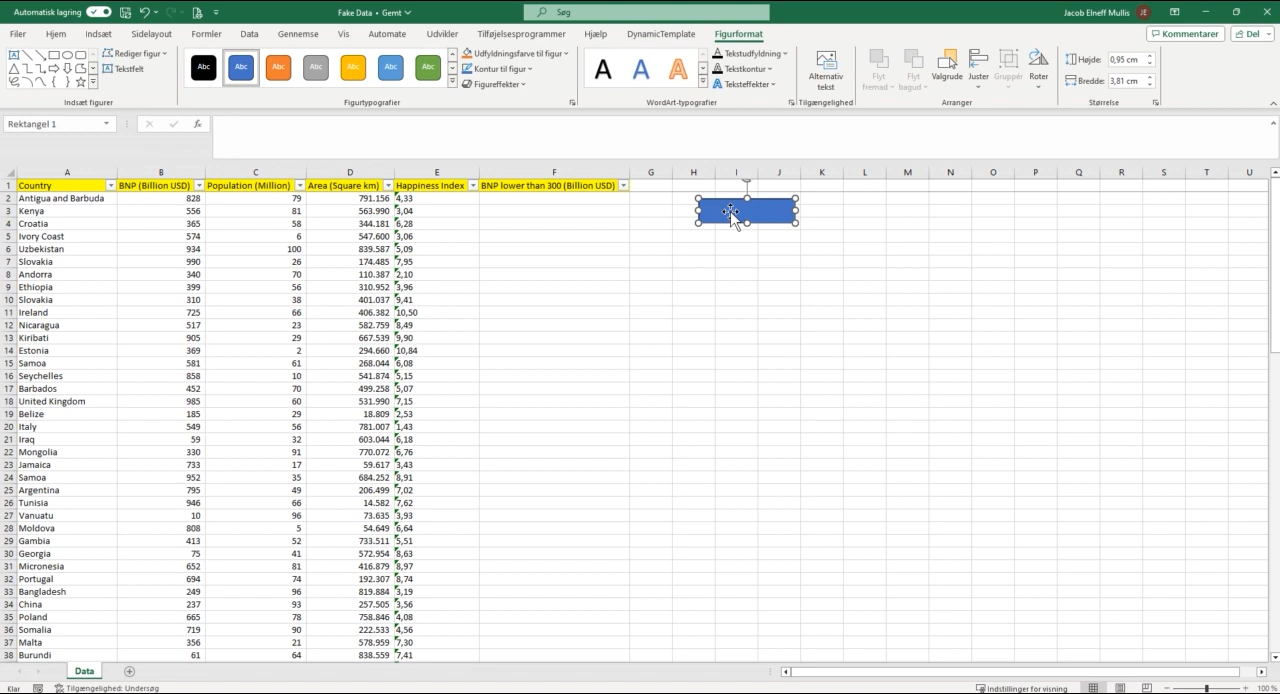 Automatisk lagring Fake Data • Gemt Søg Jacob Elneff Mullis JE
Filer Hjem Indsæt Sidelayout Formler Data Gennemse Vis Automate Udvikler Tilføjelsesprogrammer Hjælp DynamicTemplate Figurformat Kommentarer Del
Rediger figur Tekstfelt
Abc Abc Abc Abc Abc Abc Abc
Udfyldningsfarve til figur Kontur til figur Figureffekter
A A A Tekstudfyldning Tekstkontur Teksteffekter
Alternativ tekst
Flyt fremad Flyt bagud Valgrude Juster Gruppér Roter
Højde: 0,95 cm
Bredde: 3,81 cm
Indsæt figurer Figurtypografier WordArt-typografier Tilgængelighed Arranger Størrelse
Rektangel 1 fx
A B C D E F G H I J K L M N O P Q R S T U
1 Country BNP (Billion USD) Population (Million) Area (Square km) Happiness Index BNP lower than 300 (Billion USD)
2 Antigua and Barbuda 828 79 791.156 4,33
3 Kenya 556 81 563.990 3,04
4 Croatia 365 58 344.181 6,28
5 Ivory Coast 574 6 547.600 3,06
6 Uzbekistan 934 100 839.587 5,09
7 Slovakia 990 26 174.485 7,95
8 Andorra 340 70 110.387 2,10
9 Ethiopia 399 56 310.952 3,96
10 Slovakia 310 38 401.037 9,41
11 Ireland 725 66 406.382 10,50
12 Nicaragua 517 23 582.759 8,49
13 Kiribati 905 29 667.539 9,90
14 Estonia 369 2 294.660 10,84
15 Samoa 581 61 268.044 6,08
16 Seychelles 858 10 541.874 5,15
17 Barbados 452 70 499.258 5,07
18 United Kingdom 985 60 531.990 7,15
19 Belize 185 29 18.809 2,53
20 Italy 549 56 781.007 1,43
21 Iraq 59 32 603.044 6,18
22 Mongolia 330 91 770.072 6,76
23 Jamaica 733 17 59.617 3,43
24 Samoa 952 35 684.252 8,91
25 Argentina 795 49 206.499 7,02
26 Tunisia 946 66 14.582 7,62
27 Vanuatu 10 96 73.635 3,93
28 Moldova 808 5 54.649 6,64
29 Gambia 413 52 733.511 5,51
30 Georgia 75 41 572.954 8,63
31 Micronesia 652 81 416.879 8,97
32 Portugal 694 74 192.307 8,74
33 Bangladesh 249 96 819.884 3,19
34 China 237 93 257.505 3,56
35 Poland 665 78 758.846 4,08
36 Somalia 719 90 222.533 4,56
37 Malta 356 21 578.959 7,30
38 Burundi 61 64 838.559 7,41
Data
Klar Tilgængelighed: Undersøg Indstillinger for visning 100 %